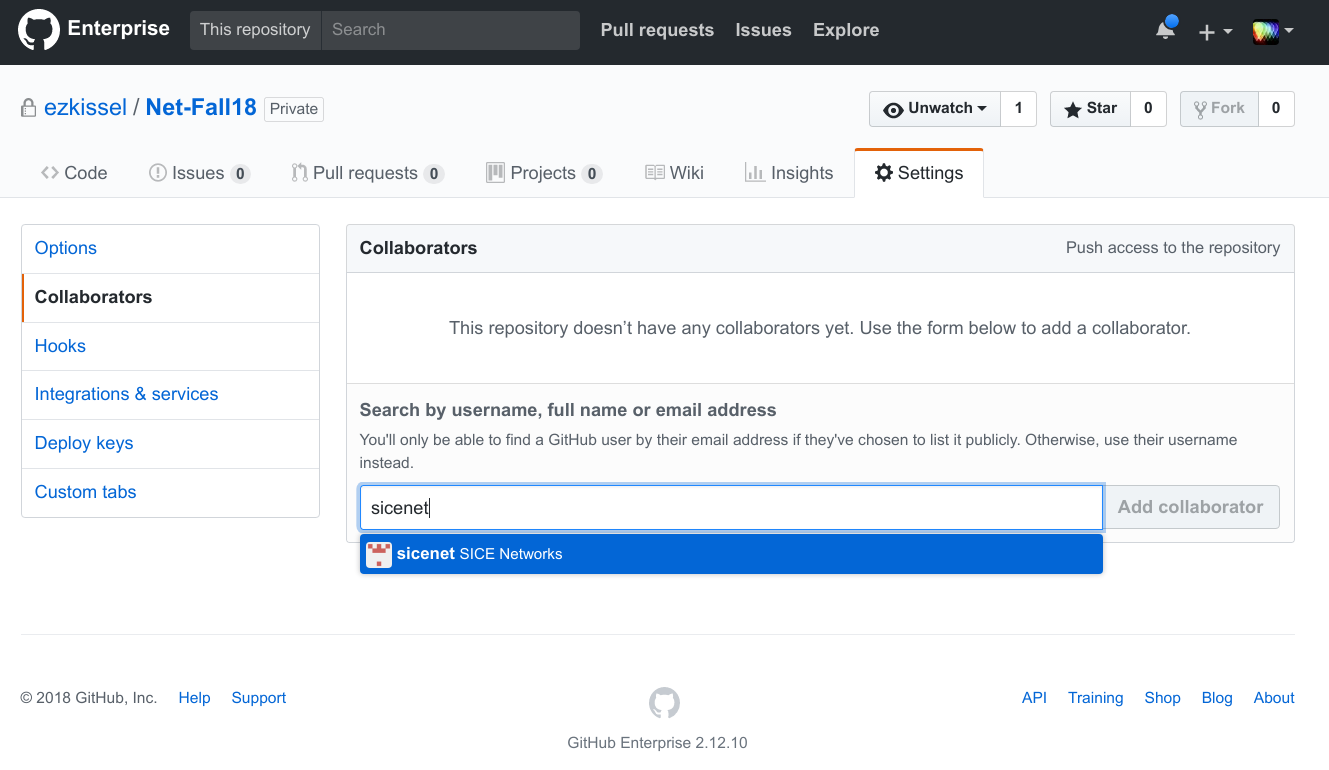 Enterprise This repository Search Pull requests Issues Explore
ezkissel / Net-Fall18 Private Unwatch 1 Star 0 Fork 0
Code Issues 0 Pull requests 0 Projects 0 Wiki Insights Settings
Options
Collaborators
Hooks
Integrations & services
Deploy keys
Custom tabs
Collaborators Push access to the repository
This repository doesn’t have any collaborators yet. Use the form below to add a collaborator.
Search by username, full name or email address
You'll only be able to find a GitHub user by their email address if they've chosen to list it publicly. Otherwise, use their username
instead.
sicenet Add collaborator
sicenet SICE Networks
© 2018 GitHub, Inc. Help Support API Training Shop Blog About
GitHub Enterprise 2.12.10